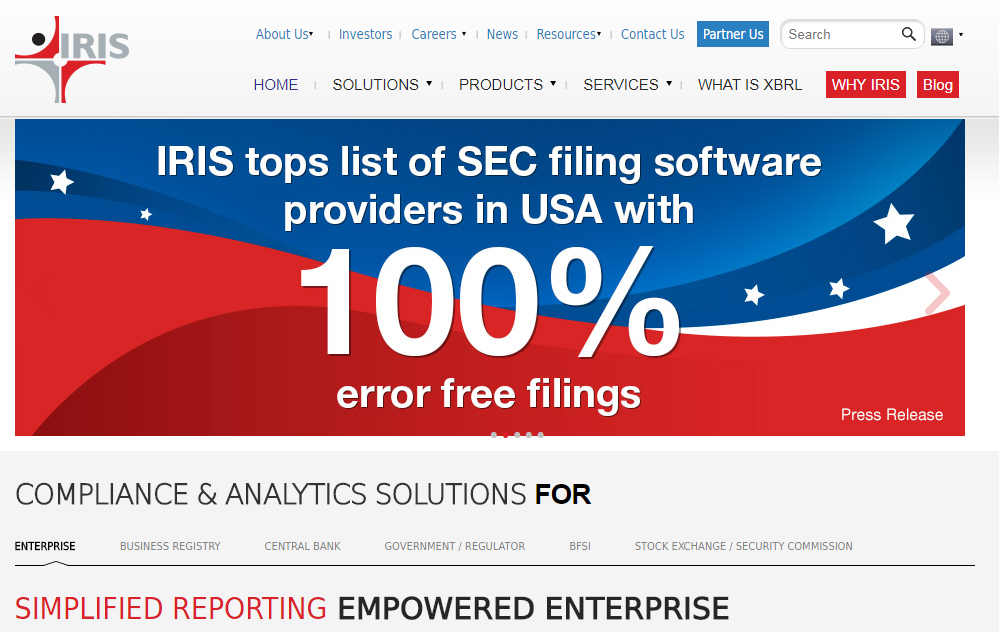 IRIS
About Us
Investors
Careers
News
Resources
Contact Us
Partner Us
Search
HOME
SOLUTIONS
PRODUCTS
SERVICES
WHAT IS XBRL
WHY IRIS
Blog
IRIS tops list of SEC filing software
providers in USA with
100%
error free filings
Press Release
COMPLIANCE & ANALYTICS SOLUTIONS FOR
ENTERPRISE
BUSINESS REGISTRY
CENTRAL BANK
GOVERNMENT / REGULATOR
BFSI
STOCK EXCHANGE / SECURITY COMMISSION
SIMPLIFIED REPORTING EMPOWERED ENTERPRISE